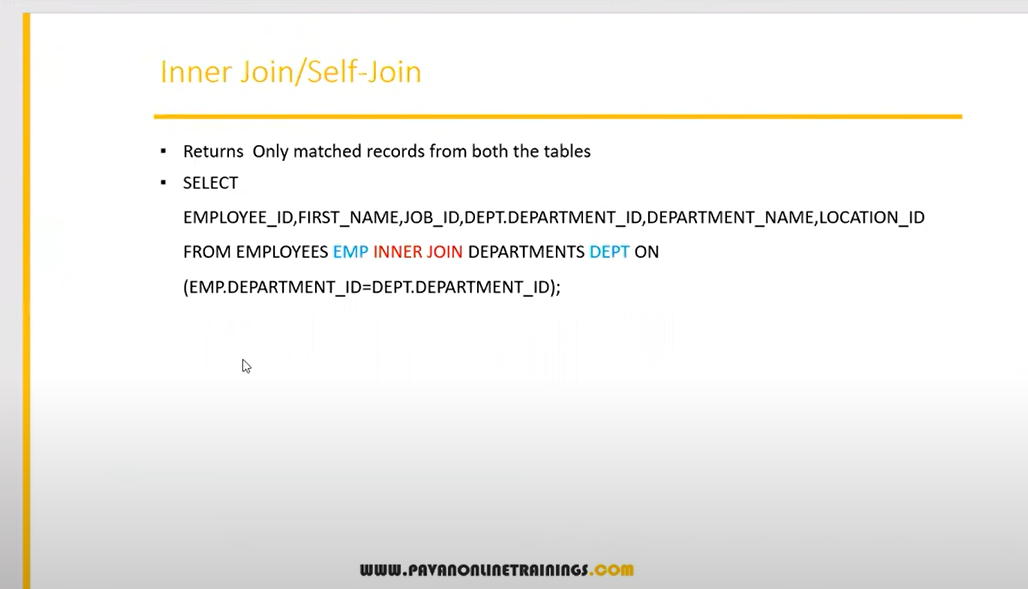 Inner Join/Self-Join
▪ Returns Only matched records from both the tables
▪ SELECT
EMPLOYEE_ID,FIRST_NAME,JOB_ID,DEPT.DEPARTMENT_ID,DEPARTMENT_NAME,LOCATION_ID
FROM EMPLOYEES EMP INNER JOIN DEPARTMENTS DEPT ON
(EMP.DEPARTMENT_ID=DEPT.DEPARTMENT_ID);
WWW.PAVANONLINETRAININGS.COM